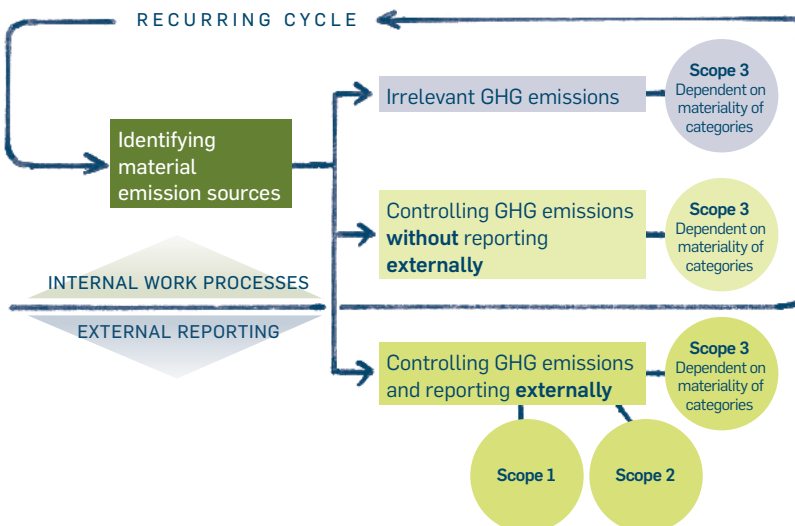 RECURRING CYCLE
Irrelevant GHG emissions
Scope 3
Dependent on
materiality of
categories
Identifying
material
emission sources
Controlling GHG emissions
without reporting
externally
Scope 3
Dependent on
materiality of
categories
INTERNAL WORK PROCESSES
EXTERNAL REPORTING
Controlling GHG emissions
and reporting externally
Scope 3
Dependent on
materiality of
categories
Scope 1
Scope 2